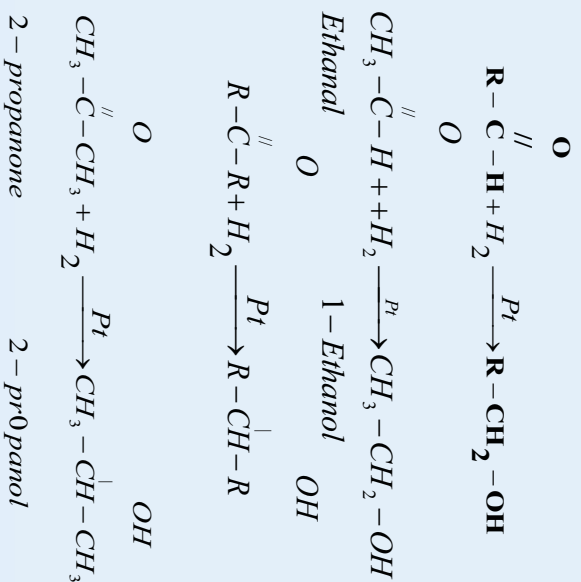 O
R – C – H + H2 —Pt→ R – CH2 – OH
O
CH3 – C – H + +H2 —Pt→ CH3 – CH2 – OH
Ethanal 1 – Ethanol
O OH
R – C – R + H2 —Pt→ R – CH – R
O OH
CH3 – C – CH3 + H2 —Pt→ CH3 – CH – CH3
2 – propanone 2 – pr0panol